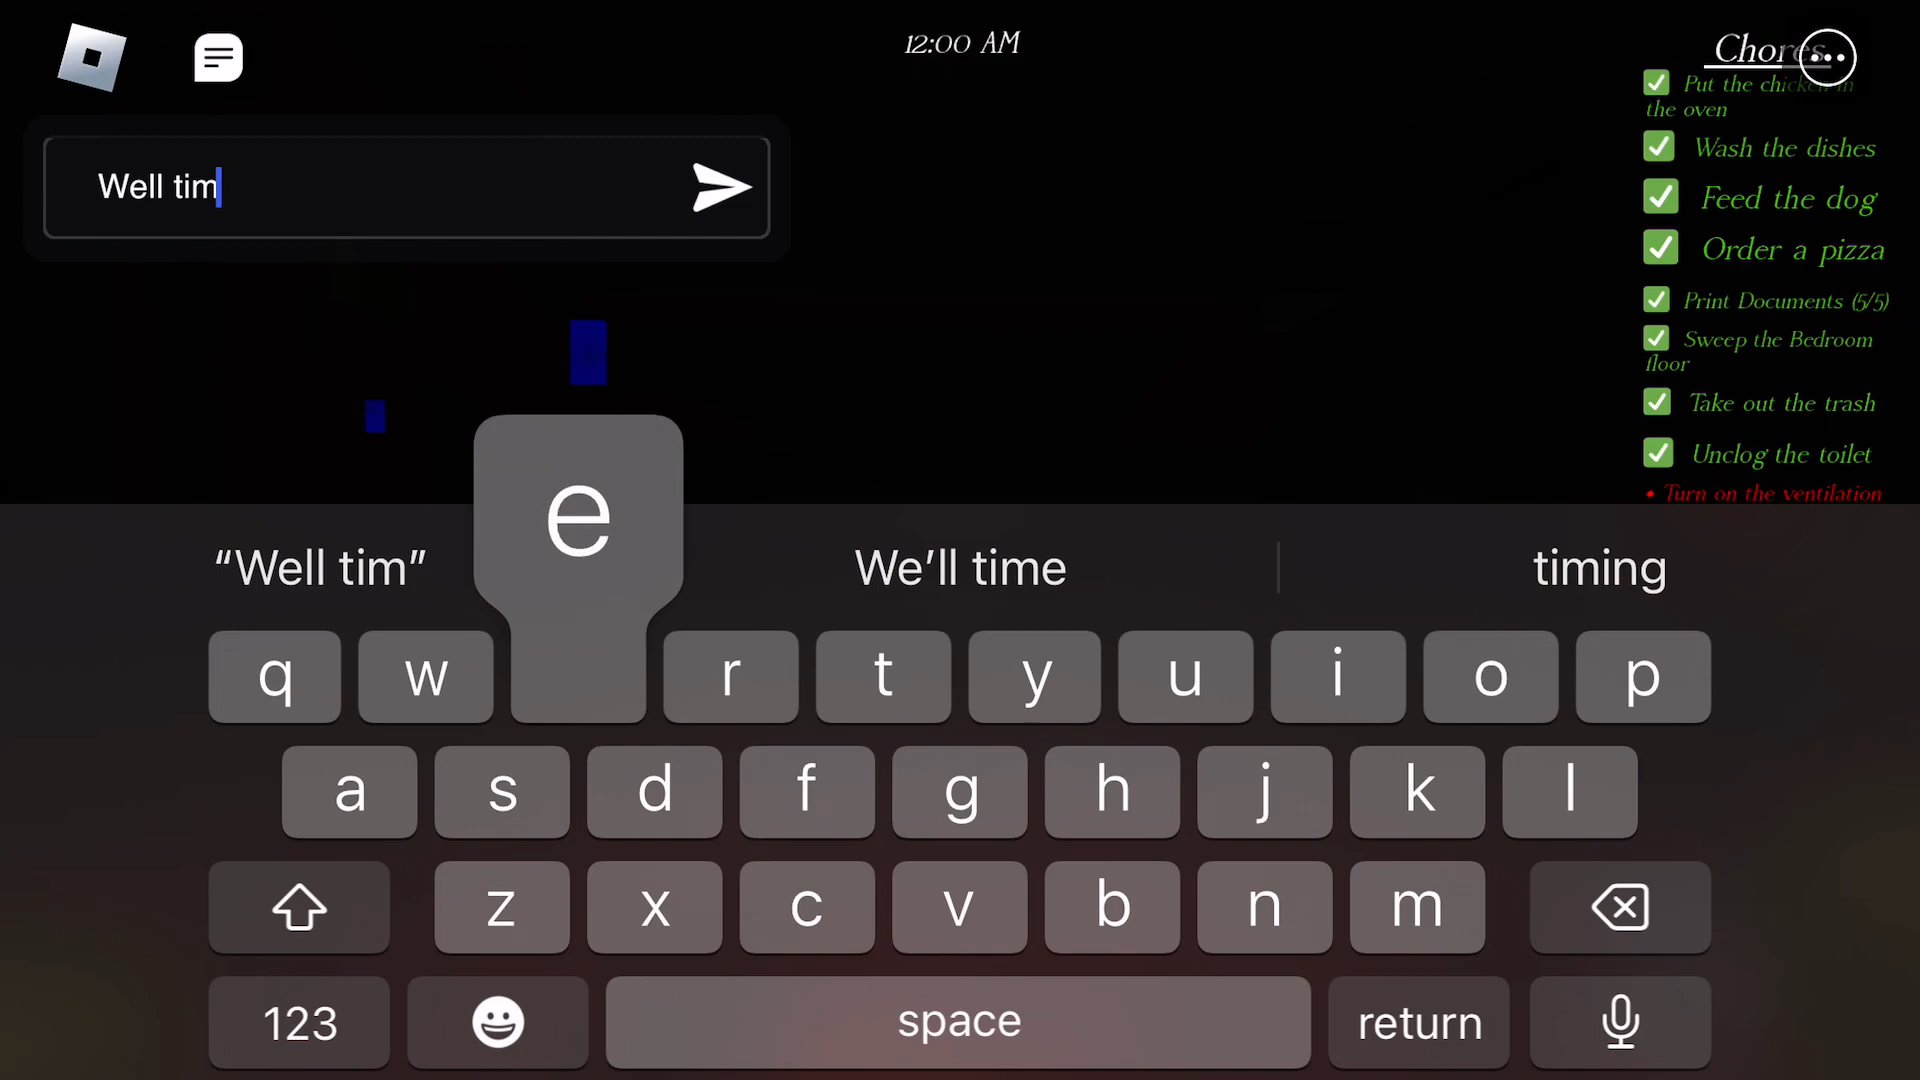 12:00 AM
Chores
✅ Put the chicken in
the oven
✅ Wash the dishes
✅ Feed the dog
✅ Order a pizza
✅ Print Documents (5/5)
✅ Sweep the Bedroom
floor
✅ Take out the trash
✅ Unclog the toilet
• Turn on the ventilation
Well tim
e
“Well tim” We’ll time timing
q w r t y u i o p
a s d f g h j k l
z x c v b n m
123 space return